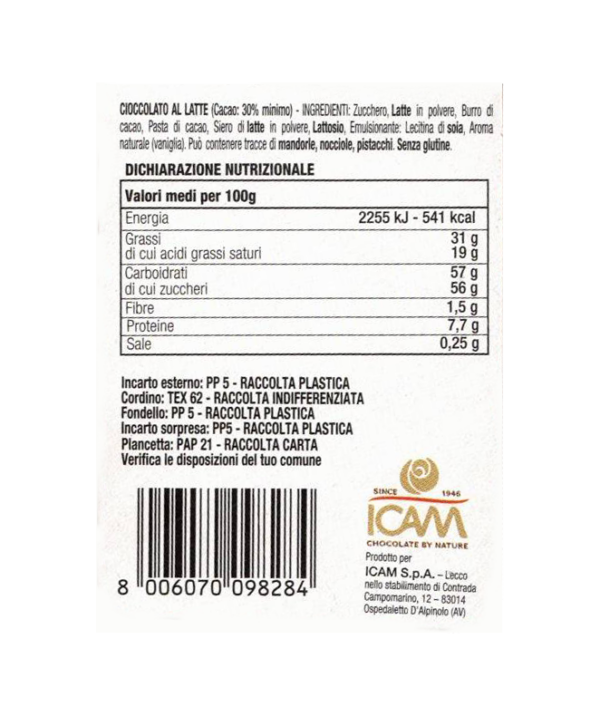 CIOCCOLATO AL LATTE (Cacao: 30% minimo) - INGREDIENTI: Zucchero, Latte in polvere, Burro di
cacao, Pasta di cacao, Siero di latte in polvere, Lattosio, Emulsionante: Lecitina di soia, Aroma
naturale (vaniglia). Può contenere tracce di mandorle, nocciole, pistacchi. Senza glutine.
DICHIARAZIONE NUTRIZIONALE
Valori medi per 100g
Energia 2255 kJ - 541 kcal
Grassi 31 g
di cui acidi grassi saturi 19 g
Carboidrati 57 g
di cui zuccheri 56 g
Fibre 1,5 g
Proteine 7,7 g
Sale 0,25 g
Incarto esterno: PP 5 - RACCOLTA PLASTICA
Cordino: TEX 62 - RACCOLTA INDIFFERENZIATA
Fondello: PP 5 - RACCOLTA PLASTICA
Incarto sorpresa: PP5 - RACCOLTA PLASTICA
Plancetta: PAP 21 - RACCOLTA CARTA
Verifica le disposizioni del tuo comune
8 006070 098284
SINCE 1946
ICAM
CHOCOLATE BY NATURE
Prodotto per
ICAM S.p.A. – Lecco
nello stabilimento di Contrada
Campomarino, 12 – 83014
Ospedaletto D'Alpinolo (AV)